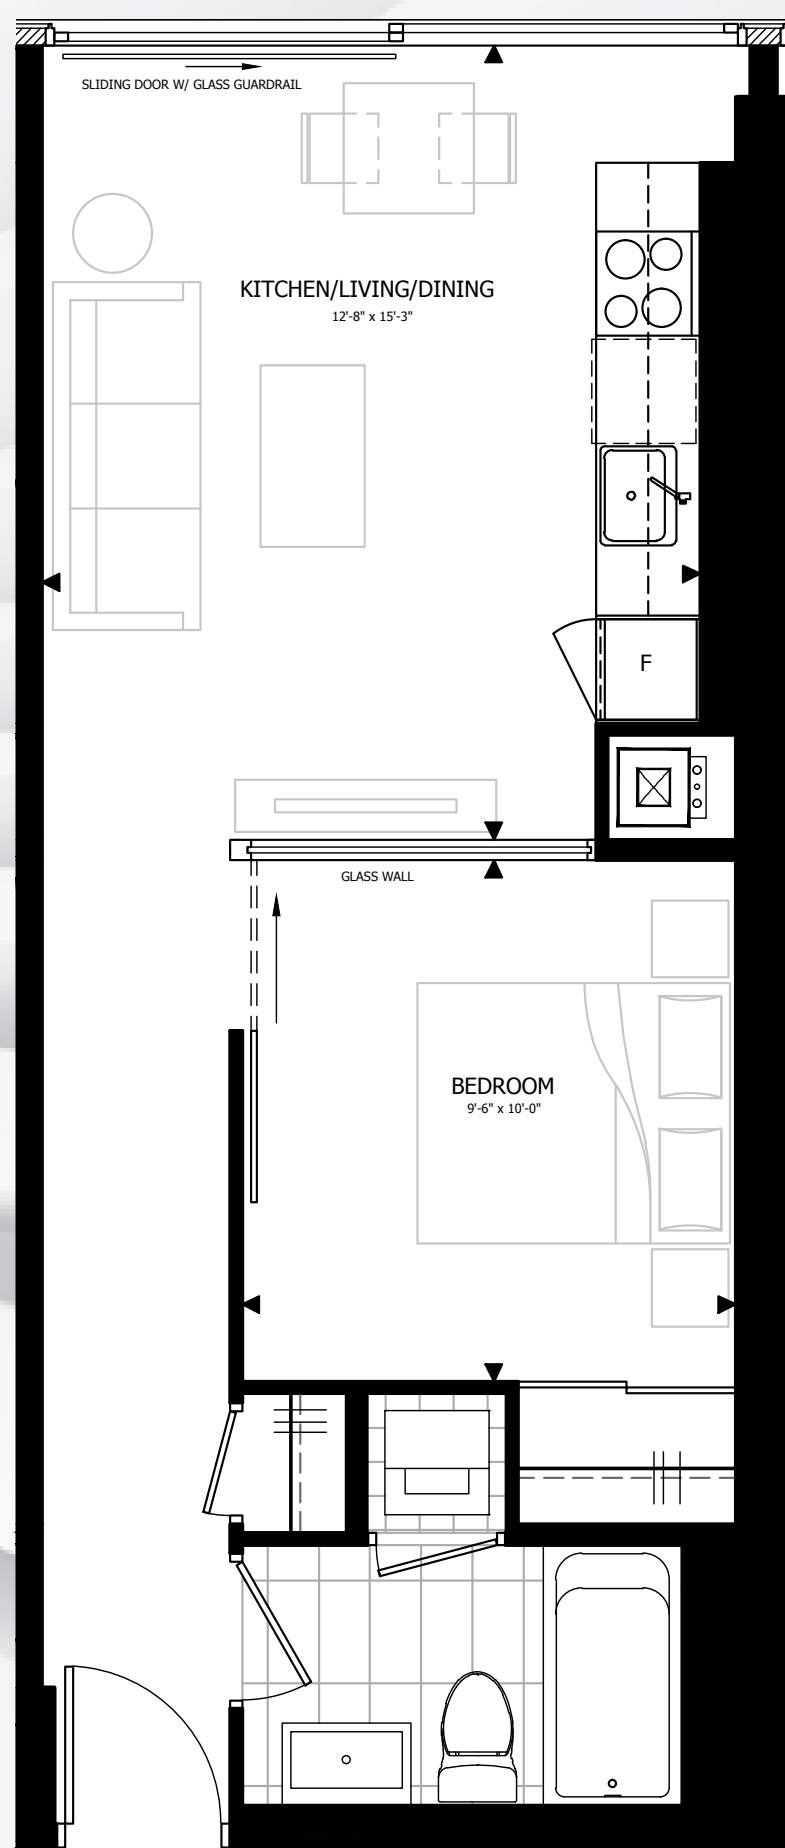 SLIDING DOOR W/ GLASS GUARDRAIL
KITCHEN/LIVING/DINING
12'-8" x 15'-3"
F
GLASS WALL
BEDROOM
9'-6" x 10'-0"